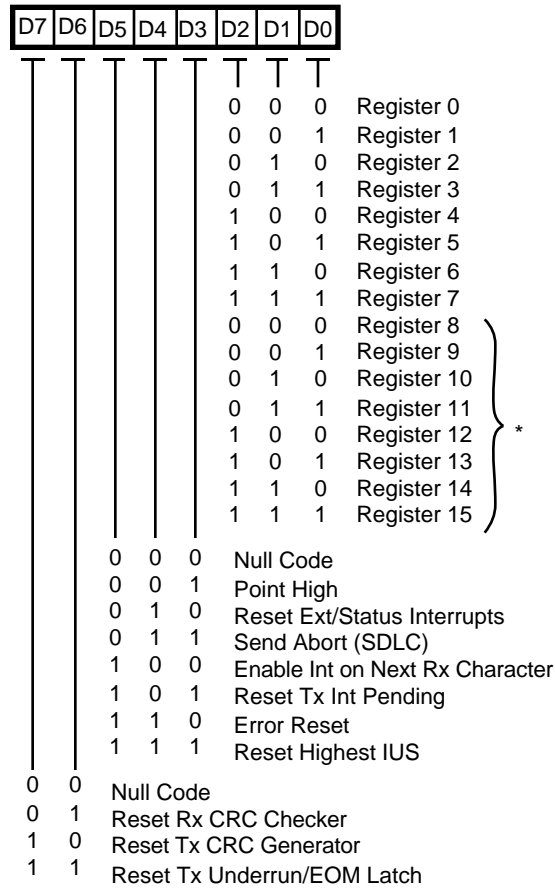 D7 D6 D5 D4 D3 D2 D1 D0
0 0 0 Register 0
0 0 1 Register 1
0 1 0 Register 2
0 1 1 Register 3
1 0 0 Register 4
1 0 1 Register 5
1 1 0 Register 6
1 1 1 Register 7
0 0 0 Register 8
0 0 1 Register 9
0 1 0 Register 10
0 1 1 Register 11
*
1 0 0 Register 12
1 0 1 Register 13
1 1 0 Register 14
1 1 1 Register 15
0 0 0 Null Code
0 0 1 Point High
0 1 0 Reset Ext/Status Interrupts
0 1 1 Send Abort (SDLC)
1 0 0 Enable Int on Next Rx Character
1 0 1 Reset Tx Int Pending
1 1 0 Error Reset
1 1 1 Reset Highest IUS
0 0 Null Code
0 1 Reset Rx CRC Checker
1 0 Reset Tx CRC Generator
1 1 Reset Tx Underrun/EOM Latch